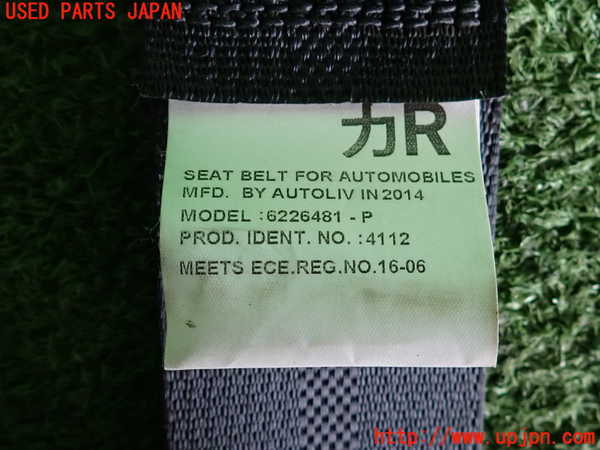 USED PARTS JAPAN
カR
SEAT BELT FOR AUTOMOBILES
MFD. BY AUTOLIV IN 2014
MODEL :6226481 - P
PROD. IDENT. NO. :4112
MEETS ECE.REG.NO.16-06
http://www.upjpn.com/